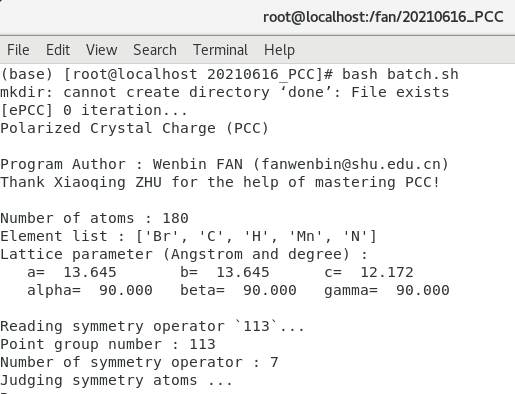 root@localhost:/fan/20210616_PCC
File Edit View Search Terminal Help
(base) [root@localhost 20210616_PCC]# bash batch.sh
mkdir: cannot create directory ‘done’: File exists
[ePCC] 0 iteration...
Polarized Crystal Charge (PCC)
Program Author : Wenbin FAN (fanwenbin@shu.edu.cn)
Thank Xiaoqing ZHU for the help of mastering PCC!
Number of atoms : 180
Element list : ['Br', 'C', 'H', 'Mn', 'N']
Lattice parameter (Angstrom and degree) :
a= 13.645 b= 13.645 c= 12.172
alpha= 90.000 beta= 90.000 gamma= 90.000
Reading symmetry operator `113`...
Point group number : 113
Number of symmetry operator : 7
Judging symmetry atoms ...